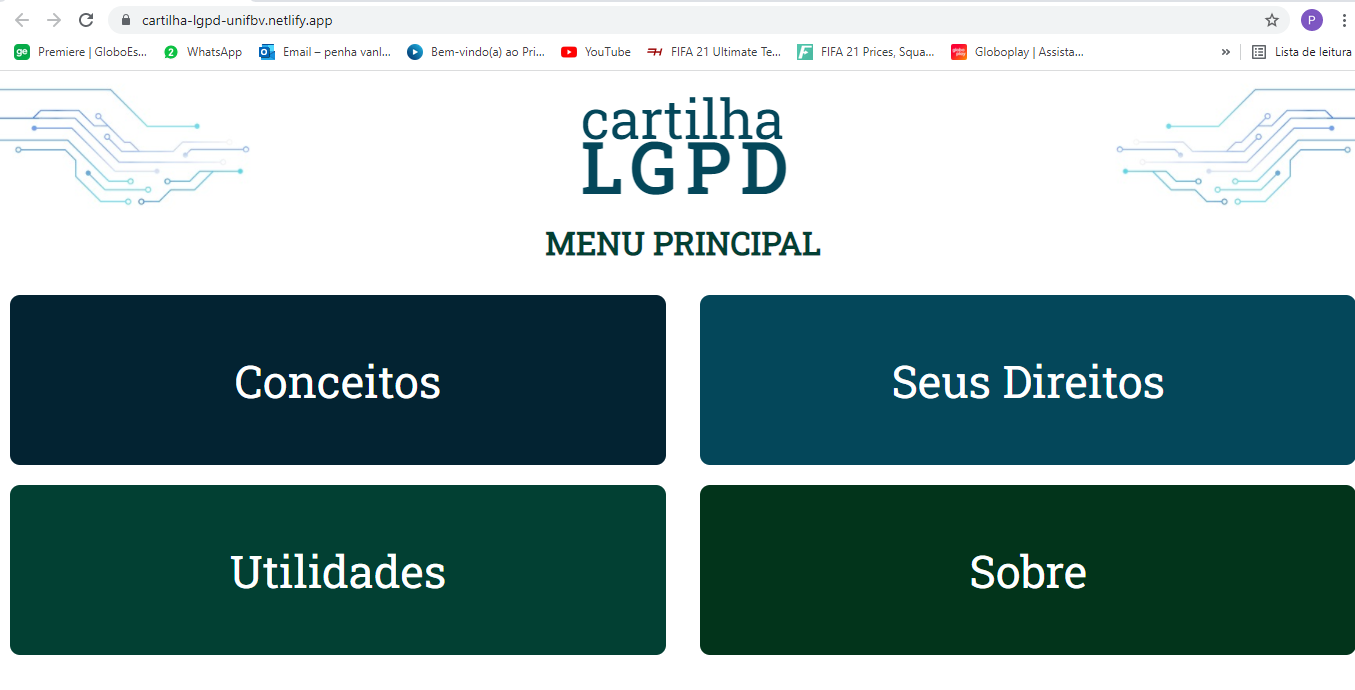 cartilha-lgpd-unifbv.netlify.app
P
ge Premiere | GloboEs... 2 WhatsApp Email – penha vanl... Bem-vindo(a) ao Pri... YouTube FIFA 21 Ultimate Te... FIFA 21 Prices, Squa... Globoplay | Assista... » Lista de leitura
cartilha
LGPD
MENU PRINCIPAL
Conceitos
Seus Direitos
Utilidades
Sobre